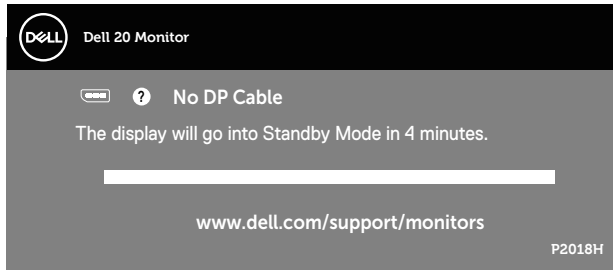 DELL
Dell 20 Monitor
? No DP Cable
The display will go into Standby Mode in 4 minutes.
www.dell.com/support/monitors
P2018H